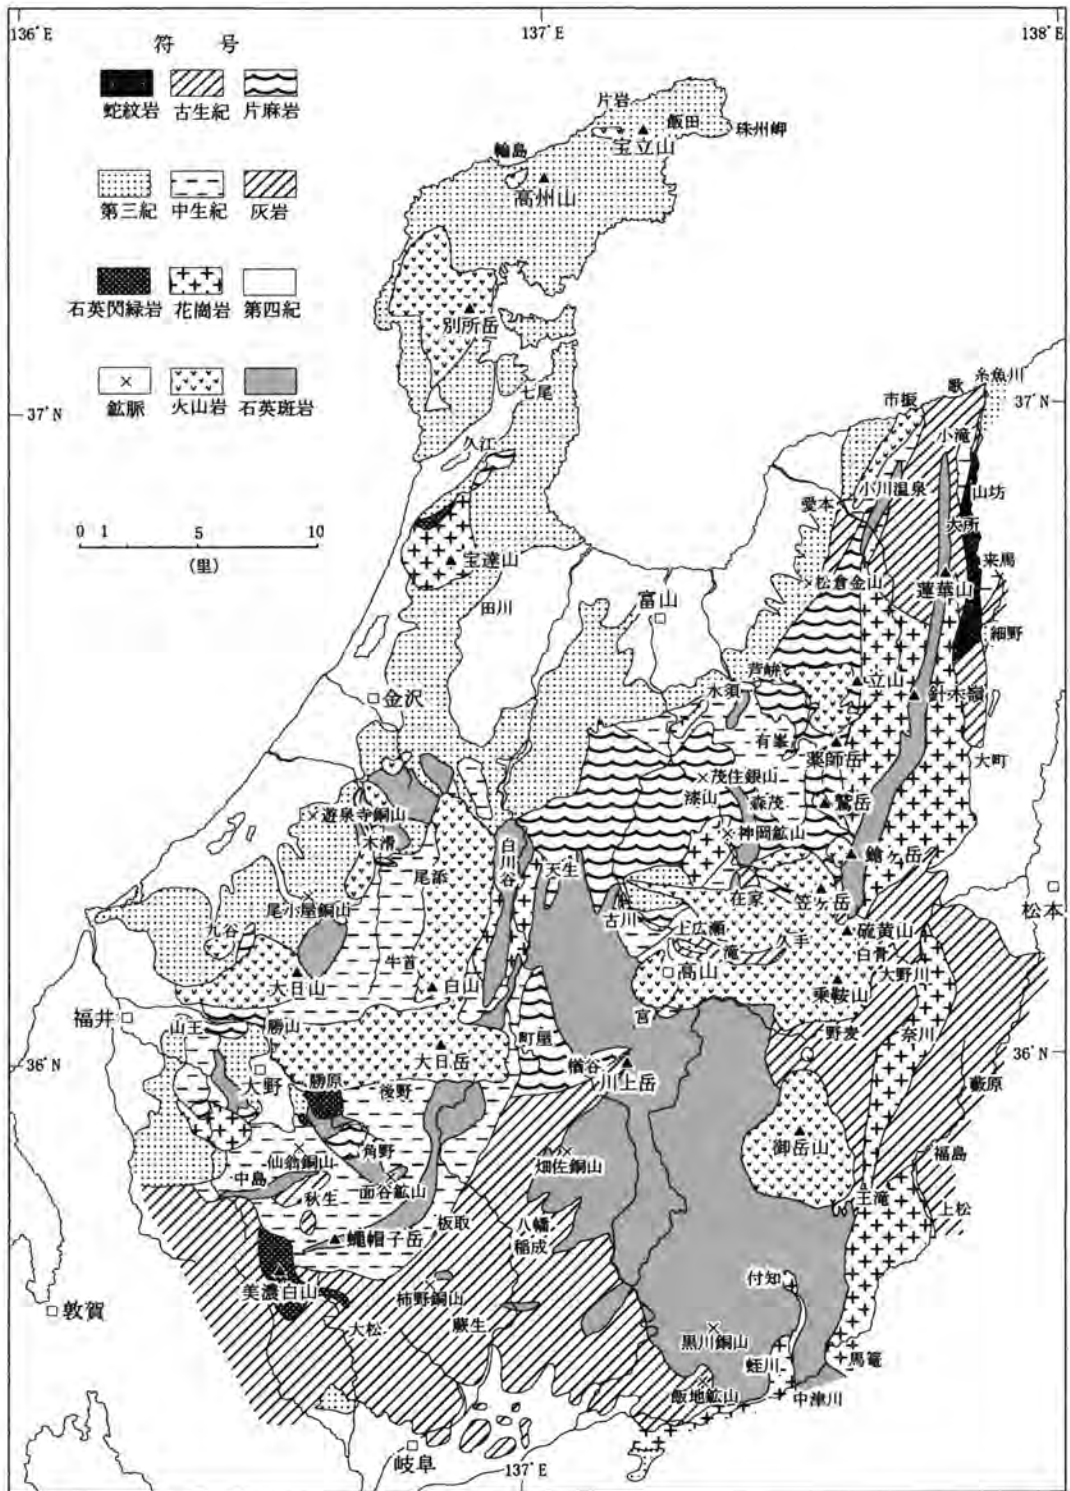 136°E
137°E
138°E
符 号
蛇紋岩 古生紀 片麻岩
第三紀 中生紀 灰岩
石英閃緑岩 花崗岩 第四紀
鉱脈 火山岩 石英斑岩
37°N
37°N
0 1 5 10
(里)
片岩
飯田
珠州岬
宝立山
輪島
高州山
別所岳
七尾
久江
宝達山
田川
富山
糸魚川
歌
市振
小滝
小川温泉
山坊
愛本
大所
来馬
松倉金山
蓮華山
細野
芦峅
立山
水須
針木嶺
金沢
有峯
薬師岳
大町
茂住銀山
漆山
森茂
鷲岳
遊泉寺銅山
神岡鉱山
木滑
白川谷
鎗ヶ岳
尾添
天生
在家
笠ヶ岳
松本
尾小屋銅山
古川
上広瀬
硫黄山
九谷
滝
久手
白骨
牛首
高山
大野川
大日山
白山
乗鞍山
福井
宮
山王
勝山
町屋
野麦
奈川
36°N
大日岳
楢谷
川上岳
36°N
大野
勝原
後野
藪原
御岳山
仙翁銅山
角野
畑佐銅山
福島
中島
面谷鉱山
秋生
王滝
上松
板取
八幡
蠅帽子岳
稲成
付知
美濃白山
柿野銅山
敦賀
大松
蕨生
黒川銅山
馬篭
蛭川
飯地鉱山
中津川
岐阜
137°E